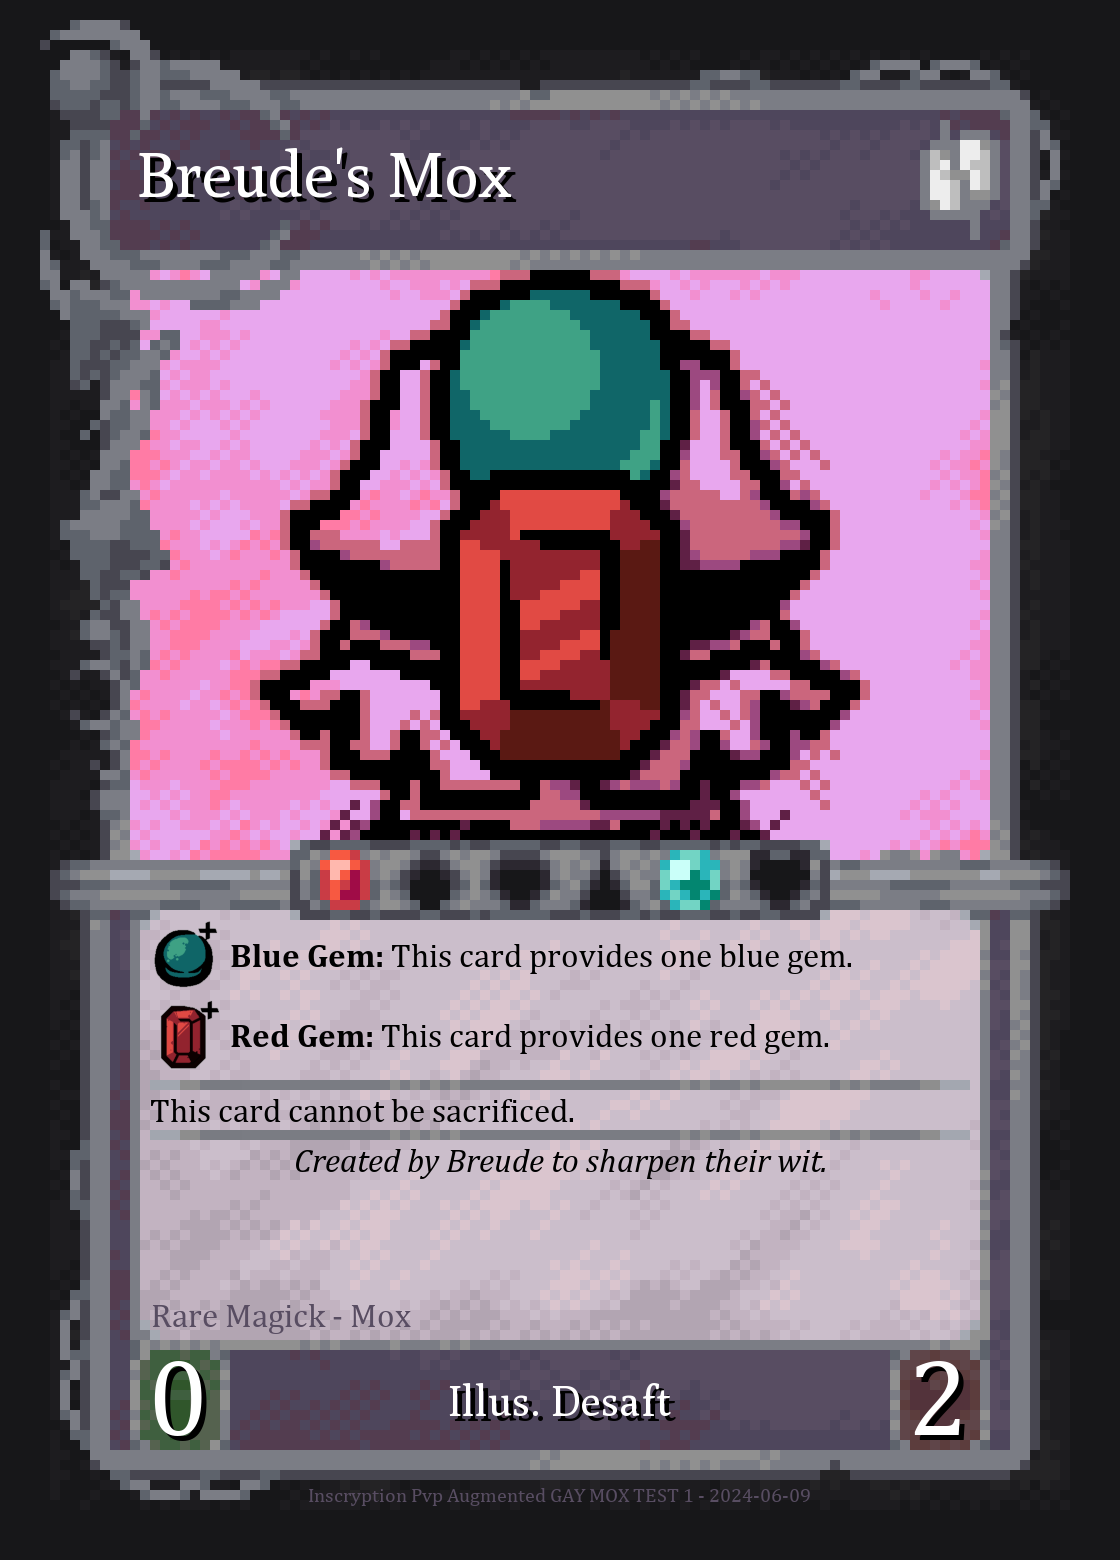 Breude's Mox
Blue Gem: This card provides one blue gem.
Red Gem: This card provides one red gem.
This card cannot be sacrificed.
Created by Breude to sharpen their wit.
Rare Magick - Mox
0
Illus. Desaft
2
Inscryption Pvp Augmented GAY MOX TEST 1 - 2024-06-09